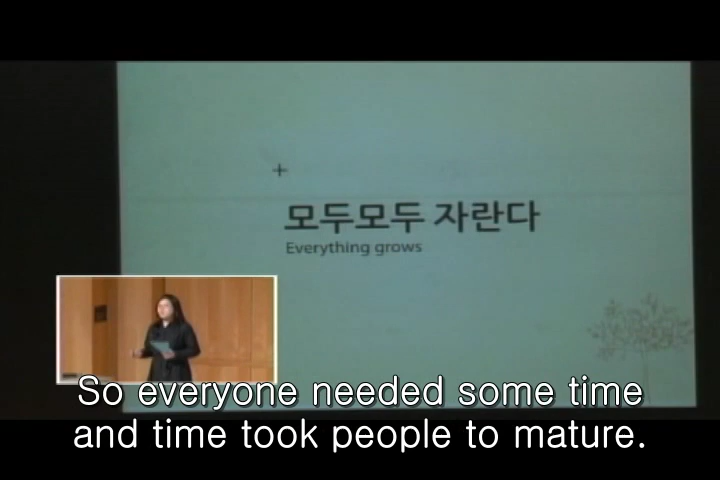 모두모두 자란다
Everything grows
So everyone needed some time
and time took people to mature.